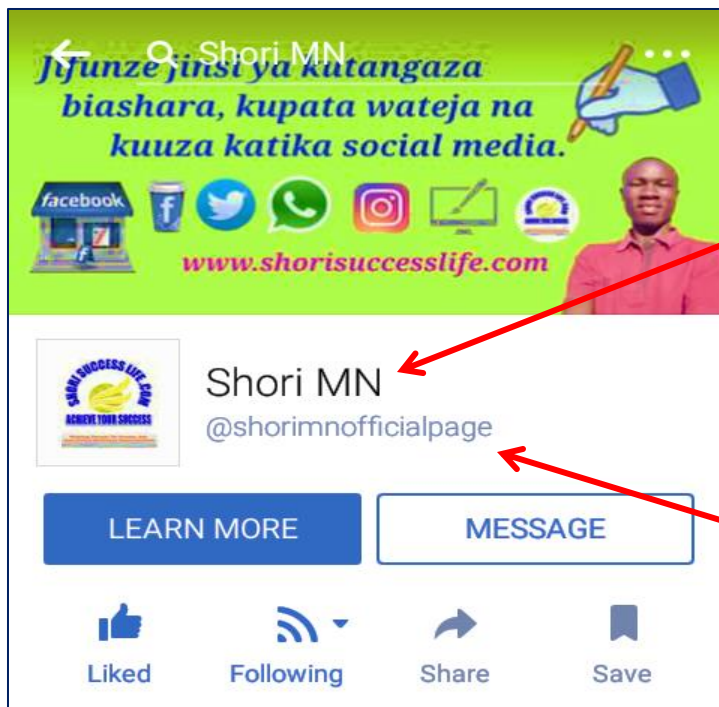 Shori MN
Jifunze jinsi ya kutangaza
biashara, kupata wateja na
kuuza katika social media.
facebook
www.shorisuccesslife.com
SHORI SUCCESS LIFE.COM
ACHIEVE YOUR SUCCESS
Shori MN
@shorimnofficialpage
LEARN MORE
MESSAGE
Liked
Following
Share
Save